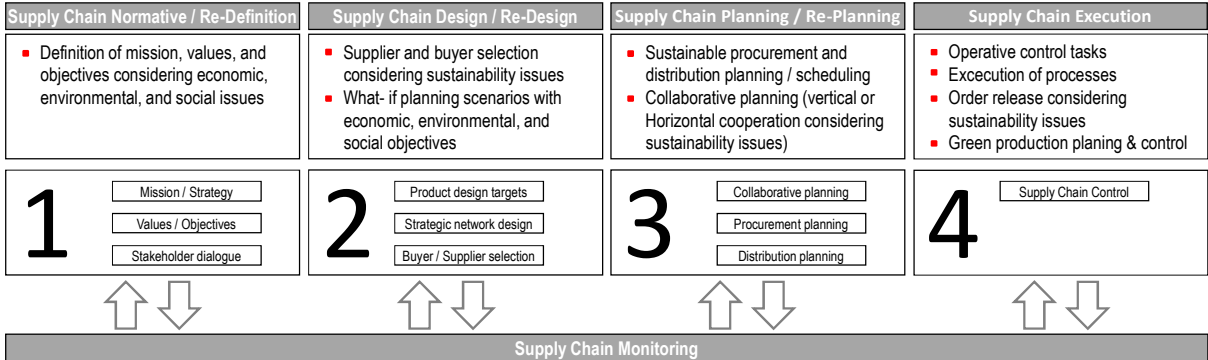 Supply Chain Normative / Re-Definition
Definition of mission, values, and
objectives considering economic,
environmental, and social issues
1
Mission / Strategy
Values / Objectives
Stakeholder dialogue
Supply Chain Design / Re-Design
Supplier and buyer selection
considering sustainability issues
What- if planning scenarios with
economic, environmental, and
social objectives
2
Product design targets
Strategic network design
Buyer / Supplier selection
Supply Chain Planning / Re-Planning
Sustainable procurement and
distribution planning / scheduling
Collaborative planning (vertical or
Horizontal cooperation considering
sustainability issues)
3
Collaborative planning
Procurement planning
Distribution planning
Supply Chain Execution
Operative control tasks
Excecution of processes
Order release considering
sustainability issues
Green production planing & control
4
Supply Chain Control
Supply Chain Monitoring